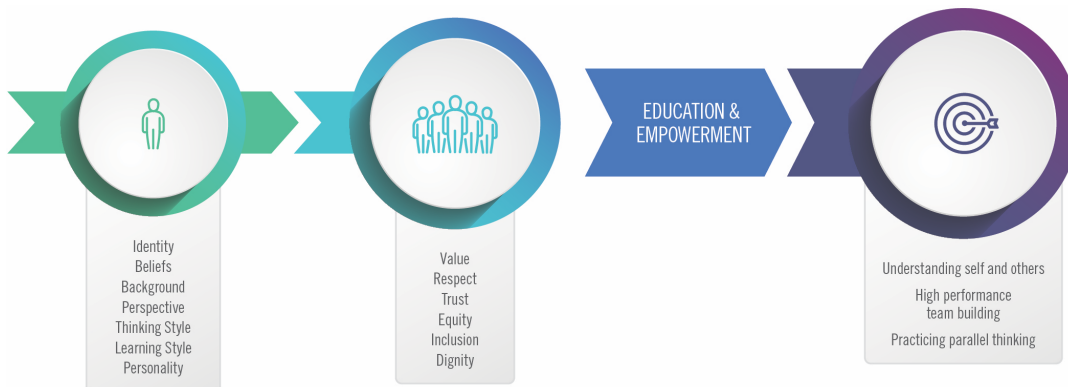 Identity
Beliefs
Background
Perspective
Thinking Style
Learning Style
Personality
Value
Respect
Trust
Equity
Inclusion
Dignity
EDUCATION &
EMPOWERMENT
Understanding self and others
High performance
team building
Practicing parallel thinking